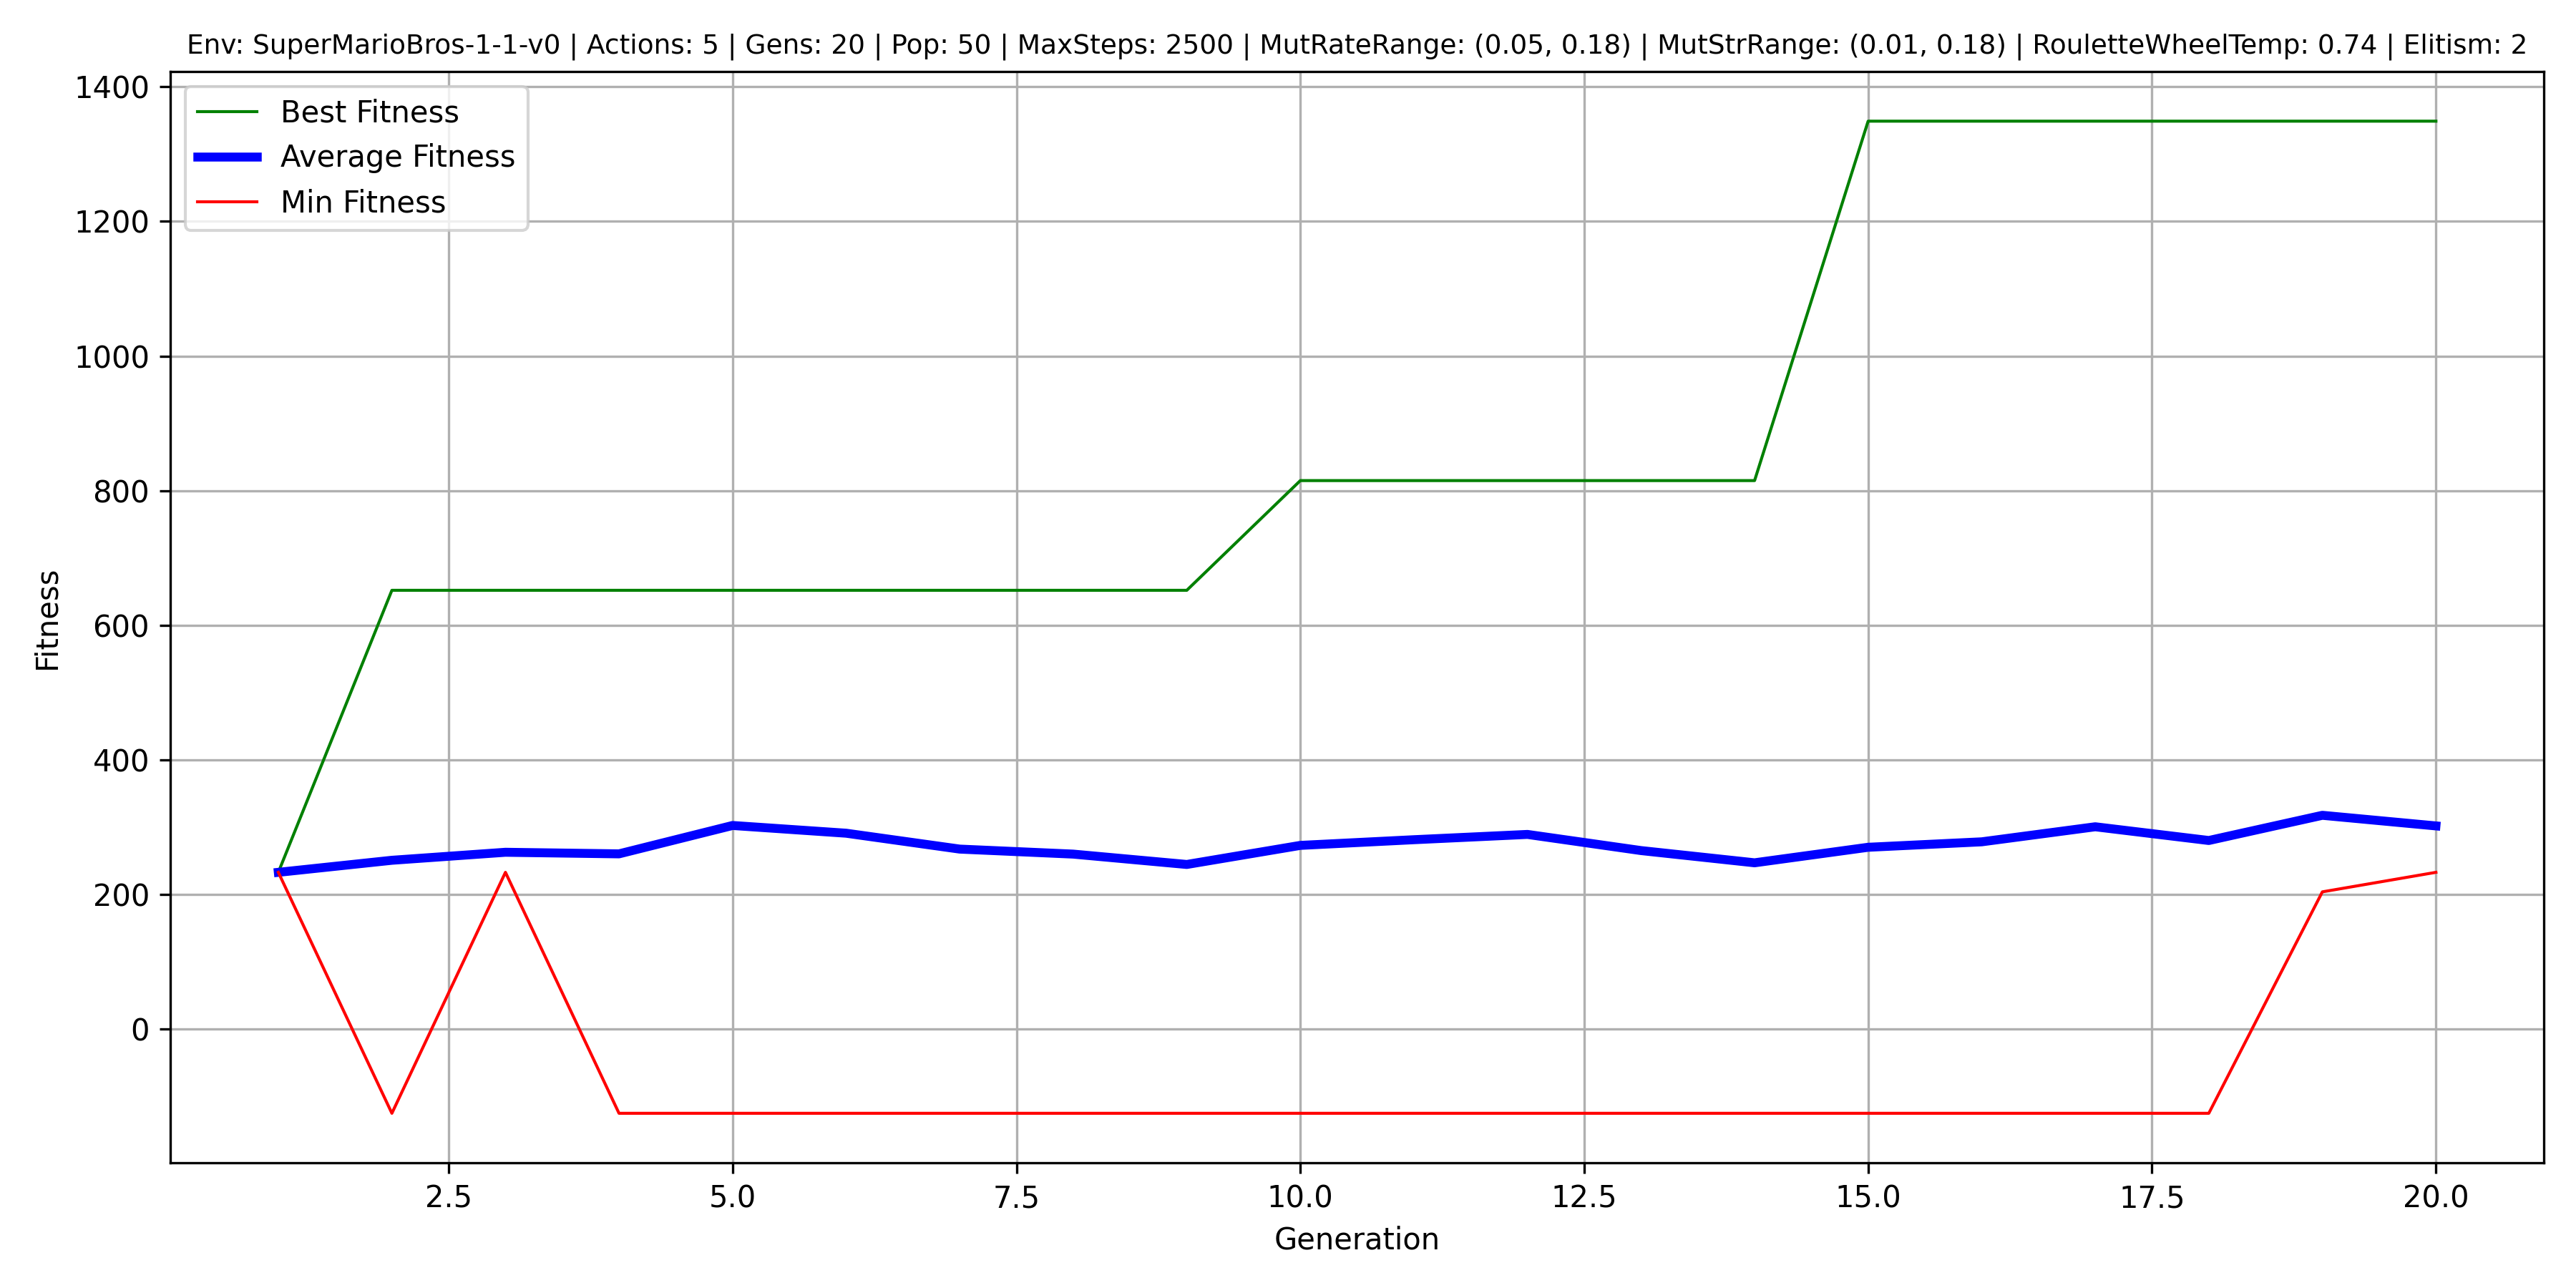 Env: SuperMarioBros-1-1-v0 | Actions: 5 | Gens: 20 | Pop: 50 | MaxSteps: 2500 | MutRateRange: (0.05, 0.18) | MutStrRange: (0.01, 0.18) | RouletteWheelTemp: 0.74 | Elitism: 2
Best Fitness
Average Fitness
Min Fitness
1400
1200
1000
800
600
400
200
0
Fitness
2.5 5.0 7.5 10.0 12.5 15.0 17.5 20.0
Generation